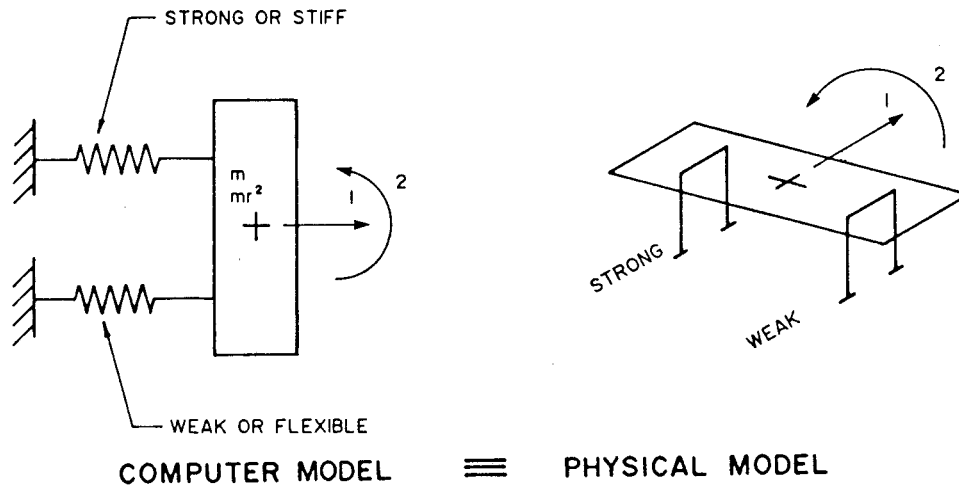 STRONG OR STIFF
m
mr²
1
2
WEAK OR FLEXIBLE
1
2
STRONG
WEAK
COMPUTER MODEL ≡ PHYSICAL MODEL